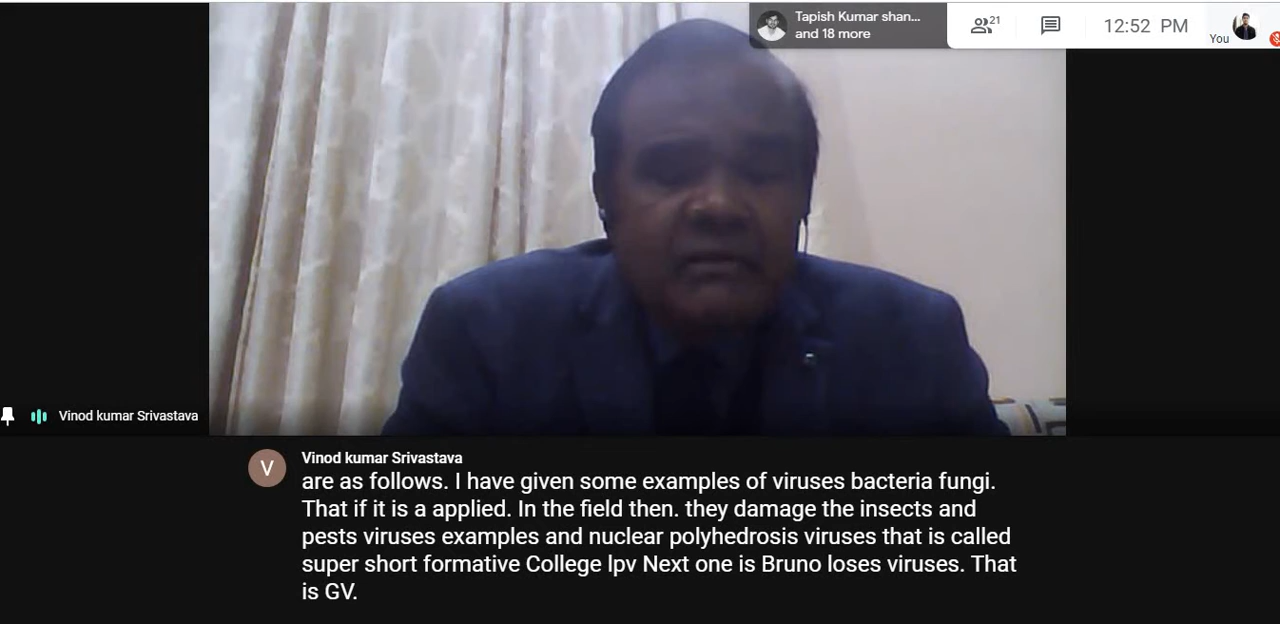 Tapish Kumar shan...
and 18 more
21
12:52 PM
You
Vinod kumar Srivastava
V
Vinod kumar Srivastava
are as follows. I have given some examples of viruses bacteria fungi.
That if it is a applied. In the field then. they damage the insects and
pests viruses examples and nuclear polyhedrosis viruses that is called
super short formative College lpv Next one is Bruno loses viruses. That
is GV.